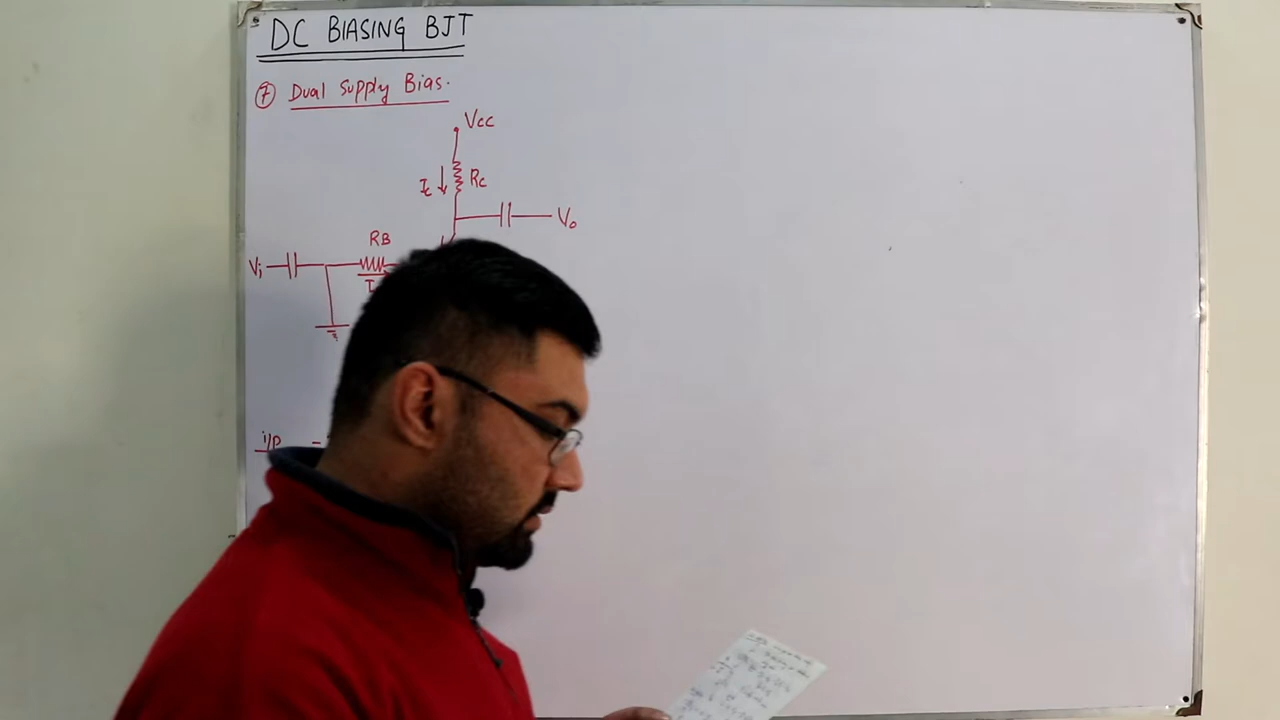 DC BIASING BJT
7 Dual Supply Bias.
Vcc
Ic Rc
Vo
RB
Vi
I
i/p -